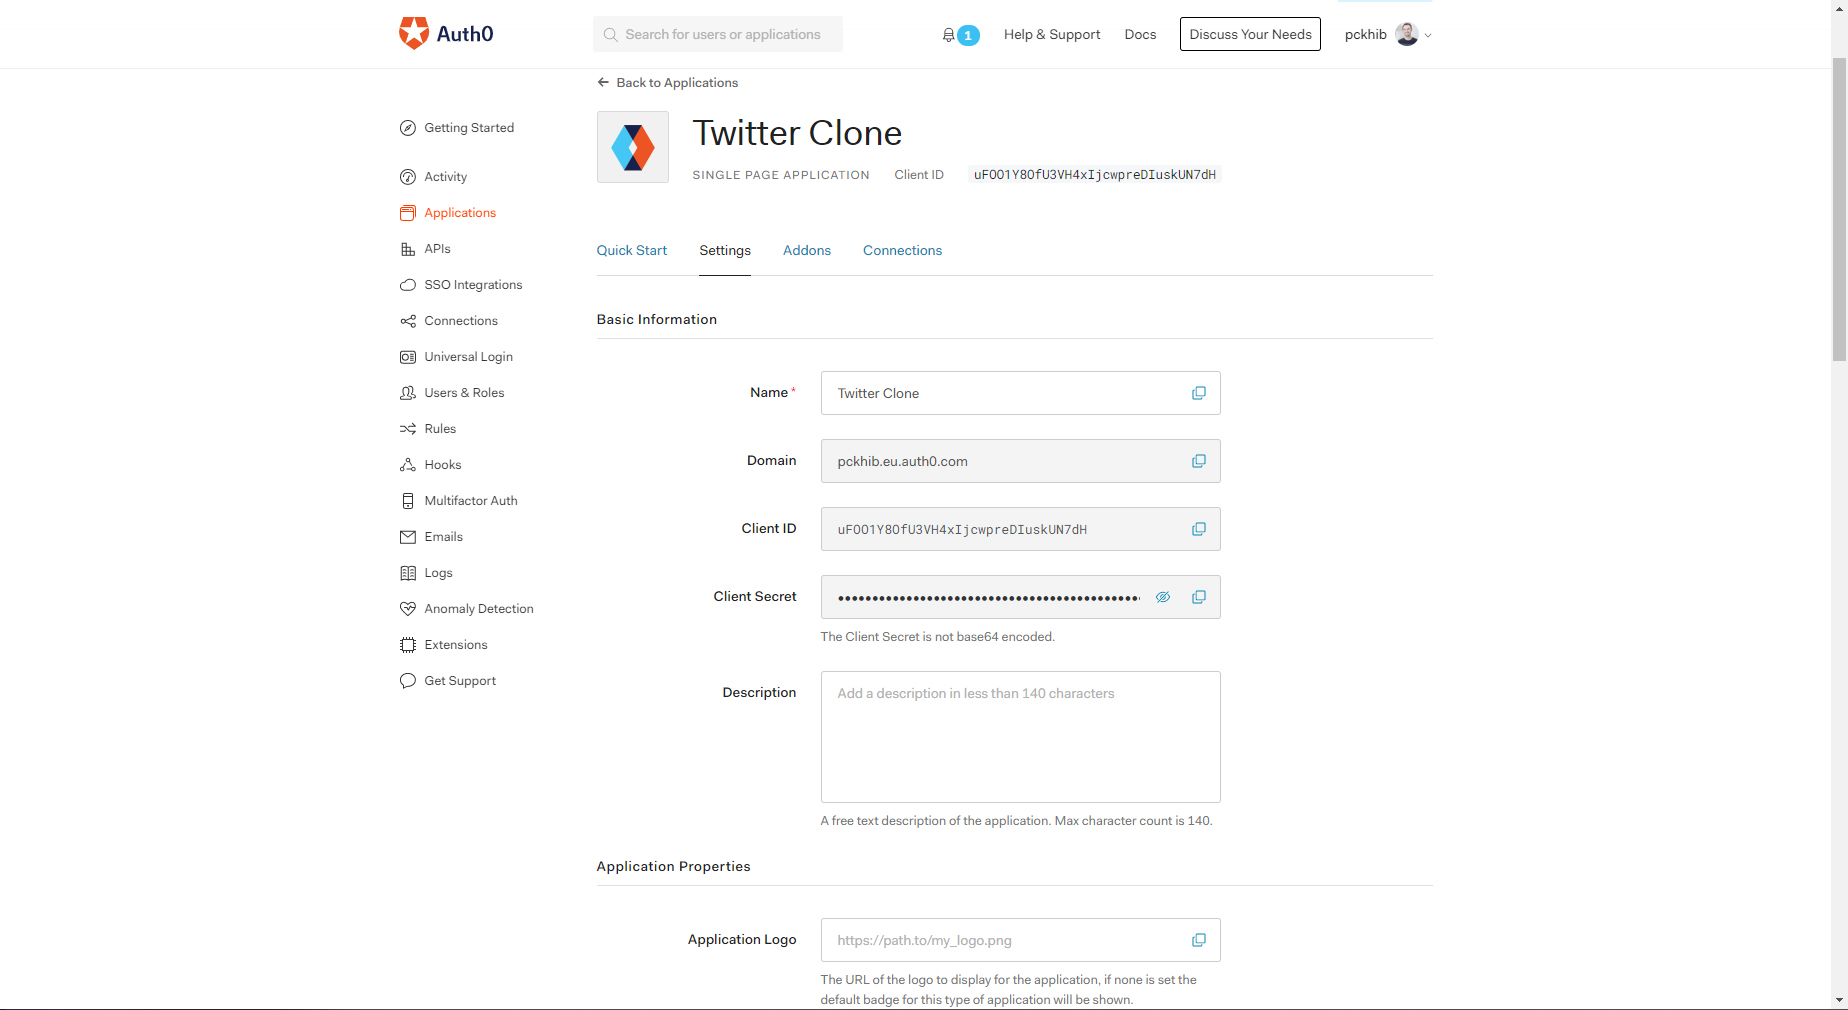 Auth0
Search for users or applications
1
Help & Support
Docs
Discuss Your Needs
pckhib
Back to Applications
Getting Started
Activity
Applications
APIs
SSO Integrations
Connections
Universal Login
Users & Roles
Rules
Hooks
Multifactor Auth
Emails
Logs
Anomaly Detection
Extensions
Get Support
Twitter Clone
SINGLE PAGE APPLICATION
Client ID
uFOO1Y8OfU3VH4xIjcwpreDIuskUN7dH
Quick Start
Settings
Addons
Connections
Basic Information
Name *
Twitter Clone
Domain
pckhib.eu.auth0.com
Client ID
uFOO1Y8OfU3VH4xIjcwpreDIuskUN7dH
Client Secret
The Client Secret is not base64 encoded.
Description
Add a description in less than 140 characters
A free text description of the application. Max character count is 140.
Application Properties
Application Logo
https://path.to/my_logo.png
The URL of the logo to display for the application, if none is set the
default badge for this type of application will be shown.